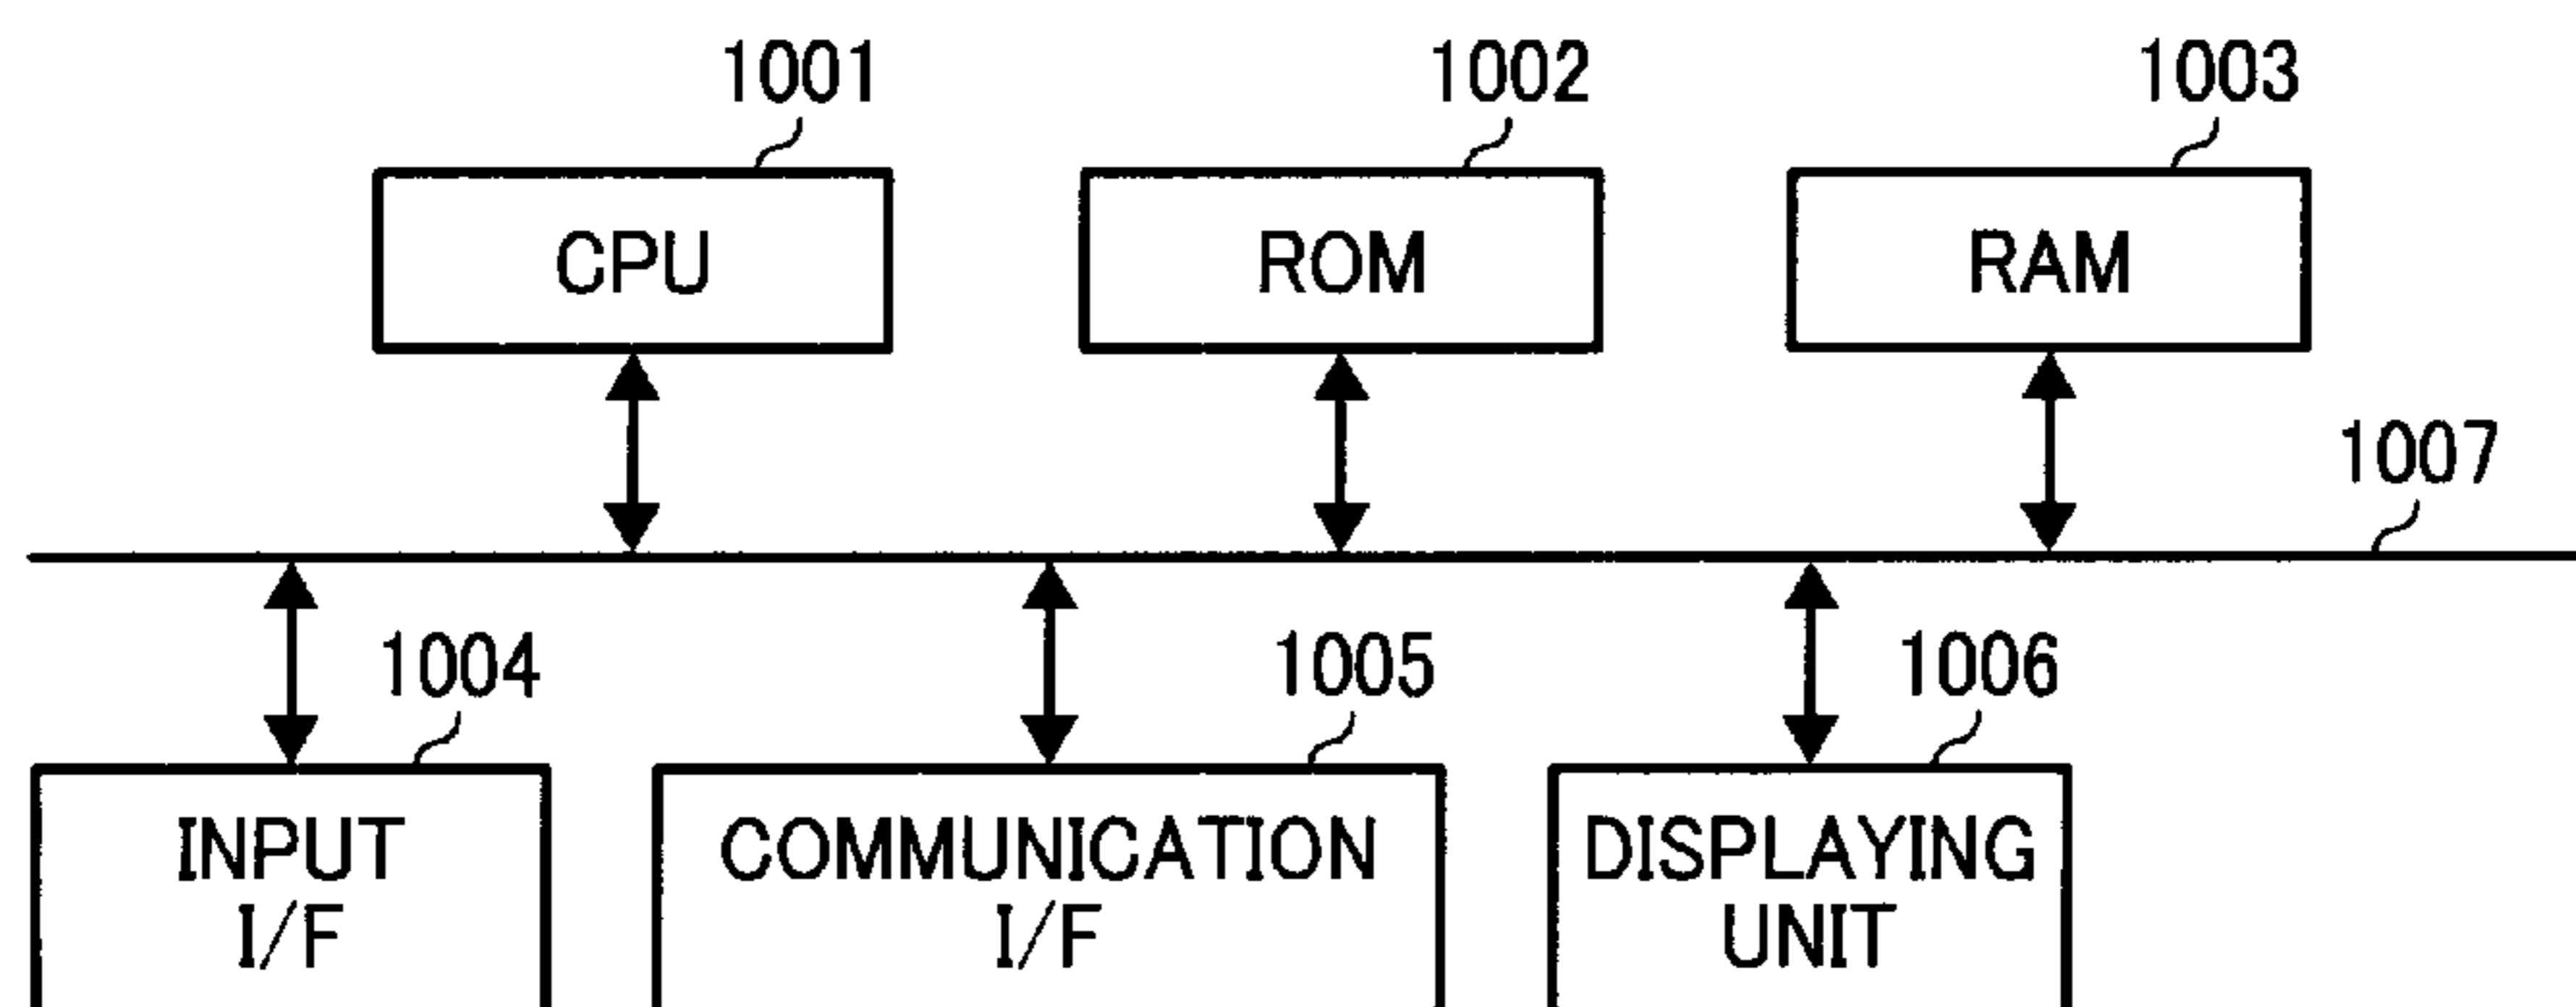 1001
1002
1003
CPU
ROM
RAM
1007
1004
1005
1006
INPUT
I/F
COMMUNICATION
I/F
DISPLAYING
UNIT